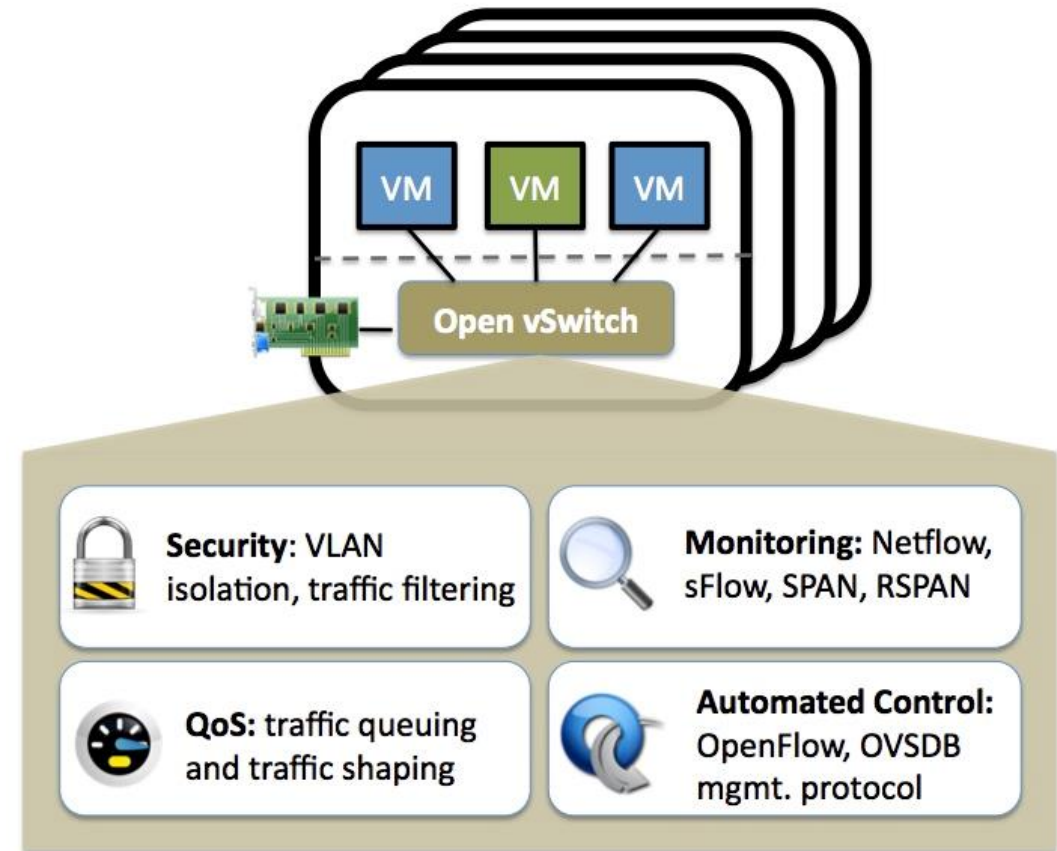 VM VM VM
Open vSwitch
Security: VLAN
isolation, traffic filtering
Monitoring: Netflow,
sFlow, SPAN, RSPAN
QoS: traffic queuing
and traffic shaping
Automated Control:
OpenFlow, OVSDB
mgmt. protocol